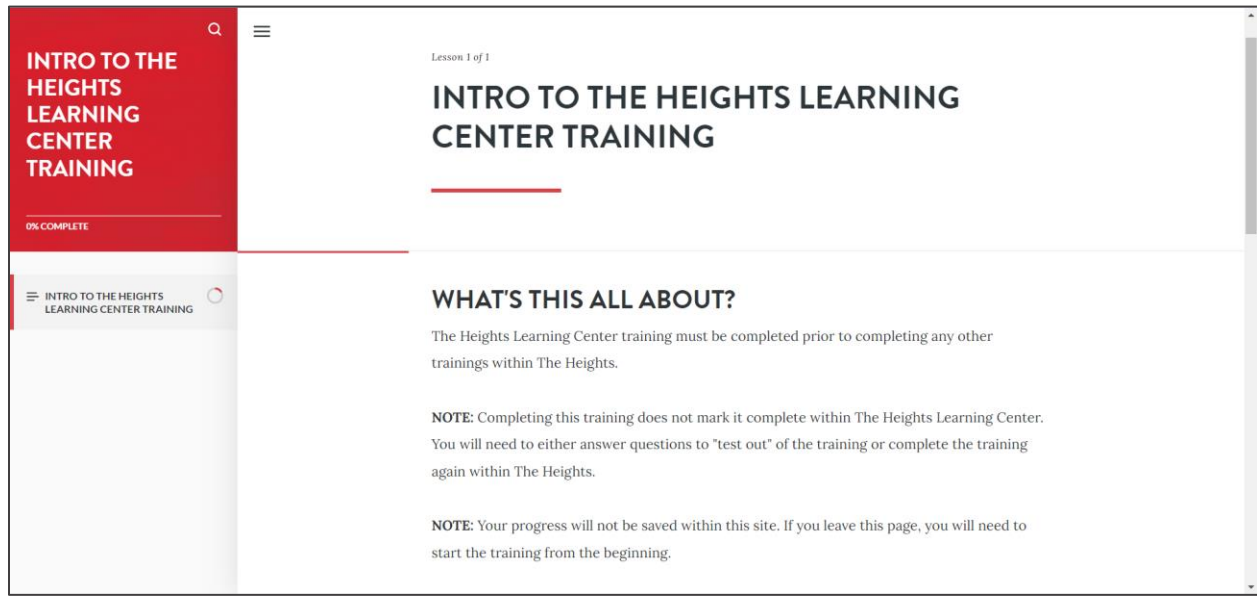 INTRO TO THE
HEIGHTS
LEARNING
CENTER
TRAINING
0% COMPLETE
INTRO TO THE HEIGHTS
LEARNING CENTER TRAINING
Lesson 1 of 1
INTRO TO THE HEIGHTS LEARNING
CENTER TRAINING
WHAT'S THIS ALL ABOUT?
The Heights Learning Center training must be completed prior to completing any other
trainings within The Heights.
NOTE: Completing this training does not mark it complete within The Heights Learning Center.
You will need to either answer questions to "test out" of the training or complete the training
again within The Heights.
NOTE: Your progress will not be saved within this site. If you leave this page, you will need to
start the training from the beginning.